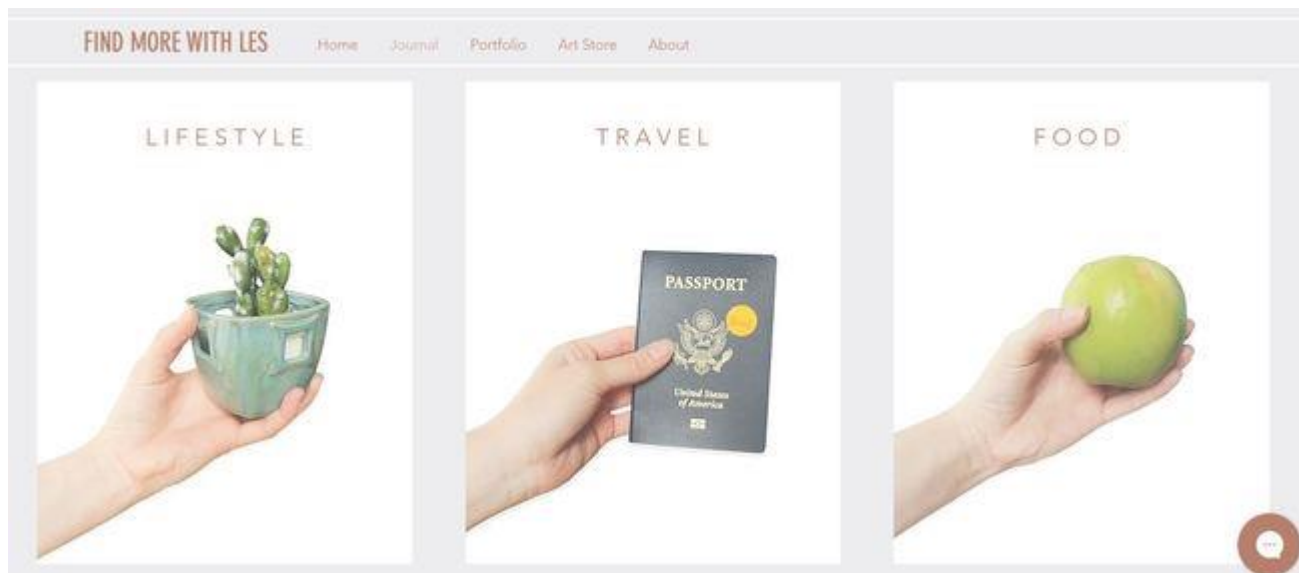 FIND MORE WITH LES
Home Journal Portfolio Art Store About
LIFESTYLE
TRAVEL
FOOD
PASSPORT
United States
of America